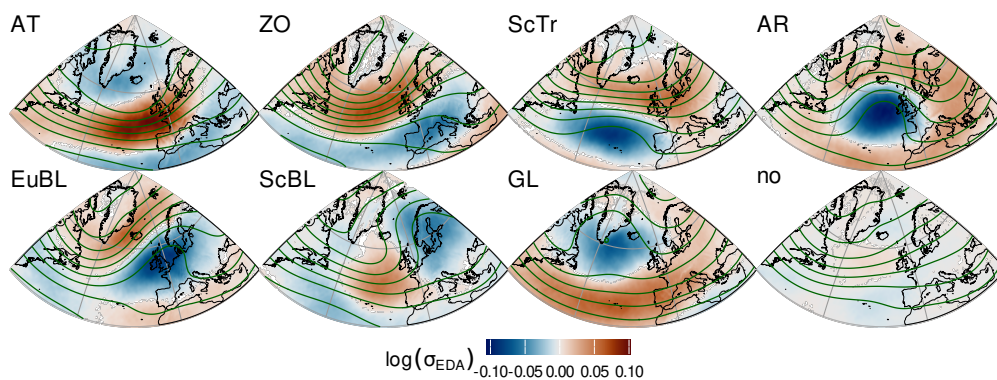 AT ZO ScTr AR
EuBL ScBL GL no
log(σEDA) -0.10 -0.05 0.00 0.05 0.10